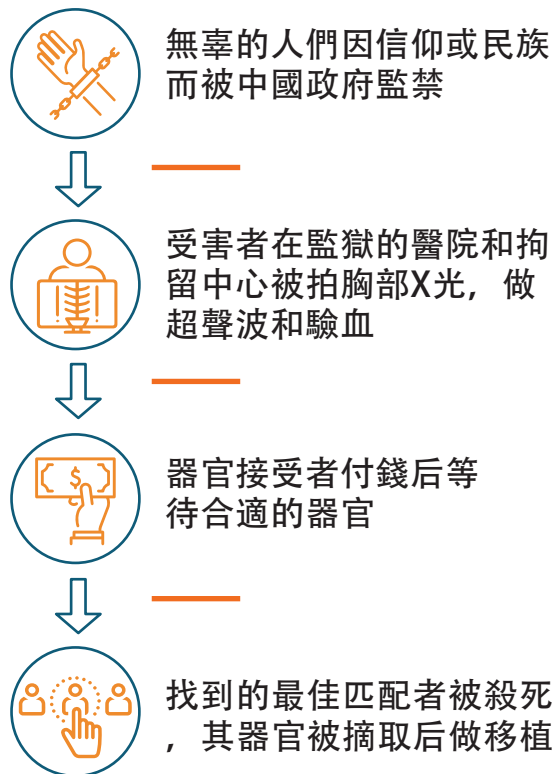 無辜的人們因信仰或民族
而被中國政府監禁
受害者在監獄的醫院和拘
留中心被拍胸部X光，做
超聲波和驗血
$
器官接受者付錢后等
待合適的器官
找到的最佳匹配者被殺死
，其器官被摘取后做移植